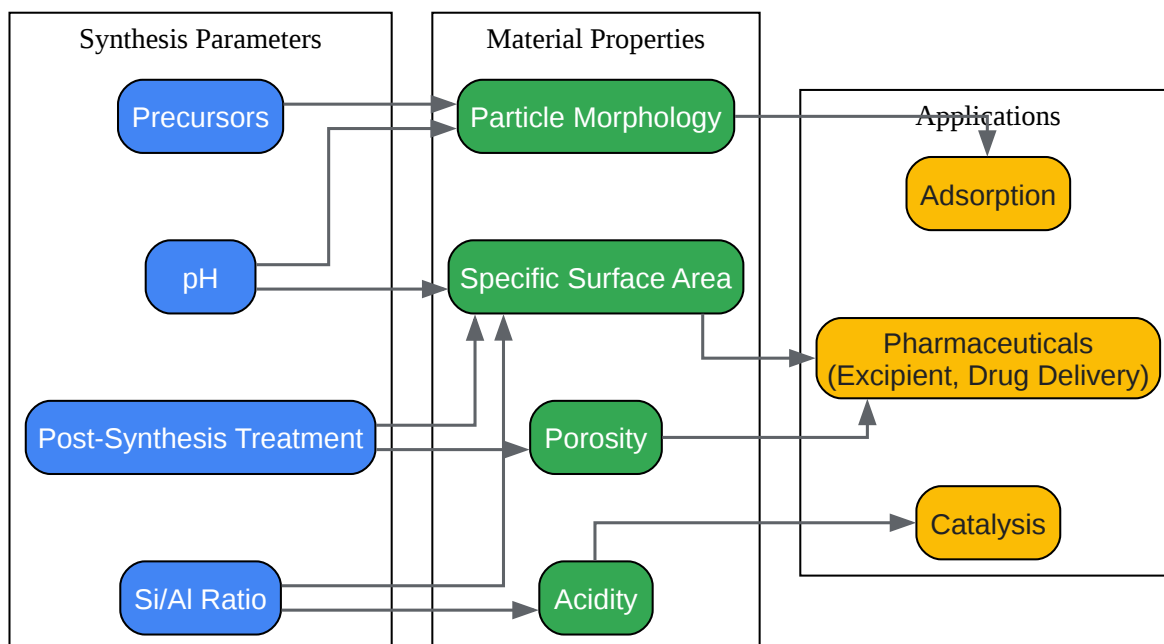 Synthesis Parameters
Precursors
pH
Post-Synthesis Treatment
Si/Al Ratio
Material Properties
Particle Morphology
Specific Surface Area
Porosity
Acidity
Applications
Adsorption
Pharmaceuticals
(Excipient, Drug Delivery)
Catalysis